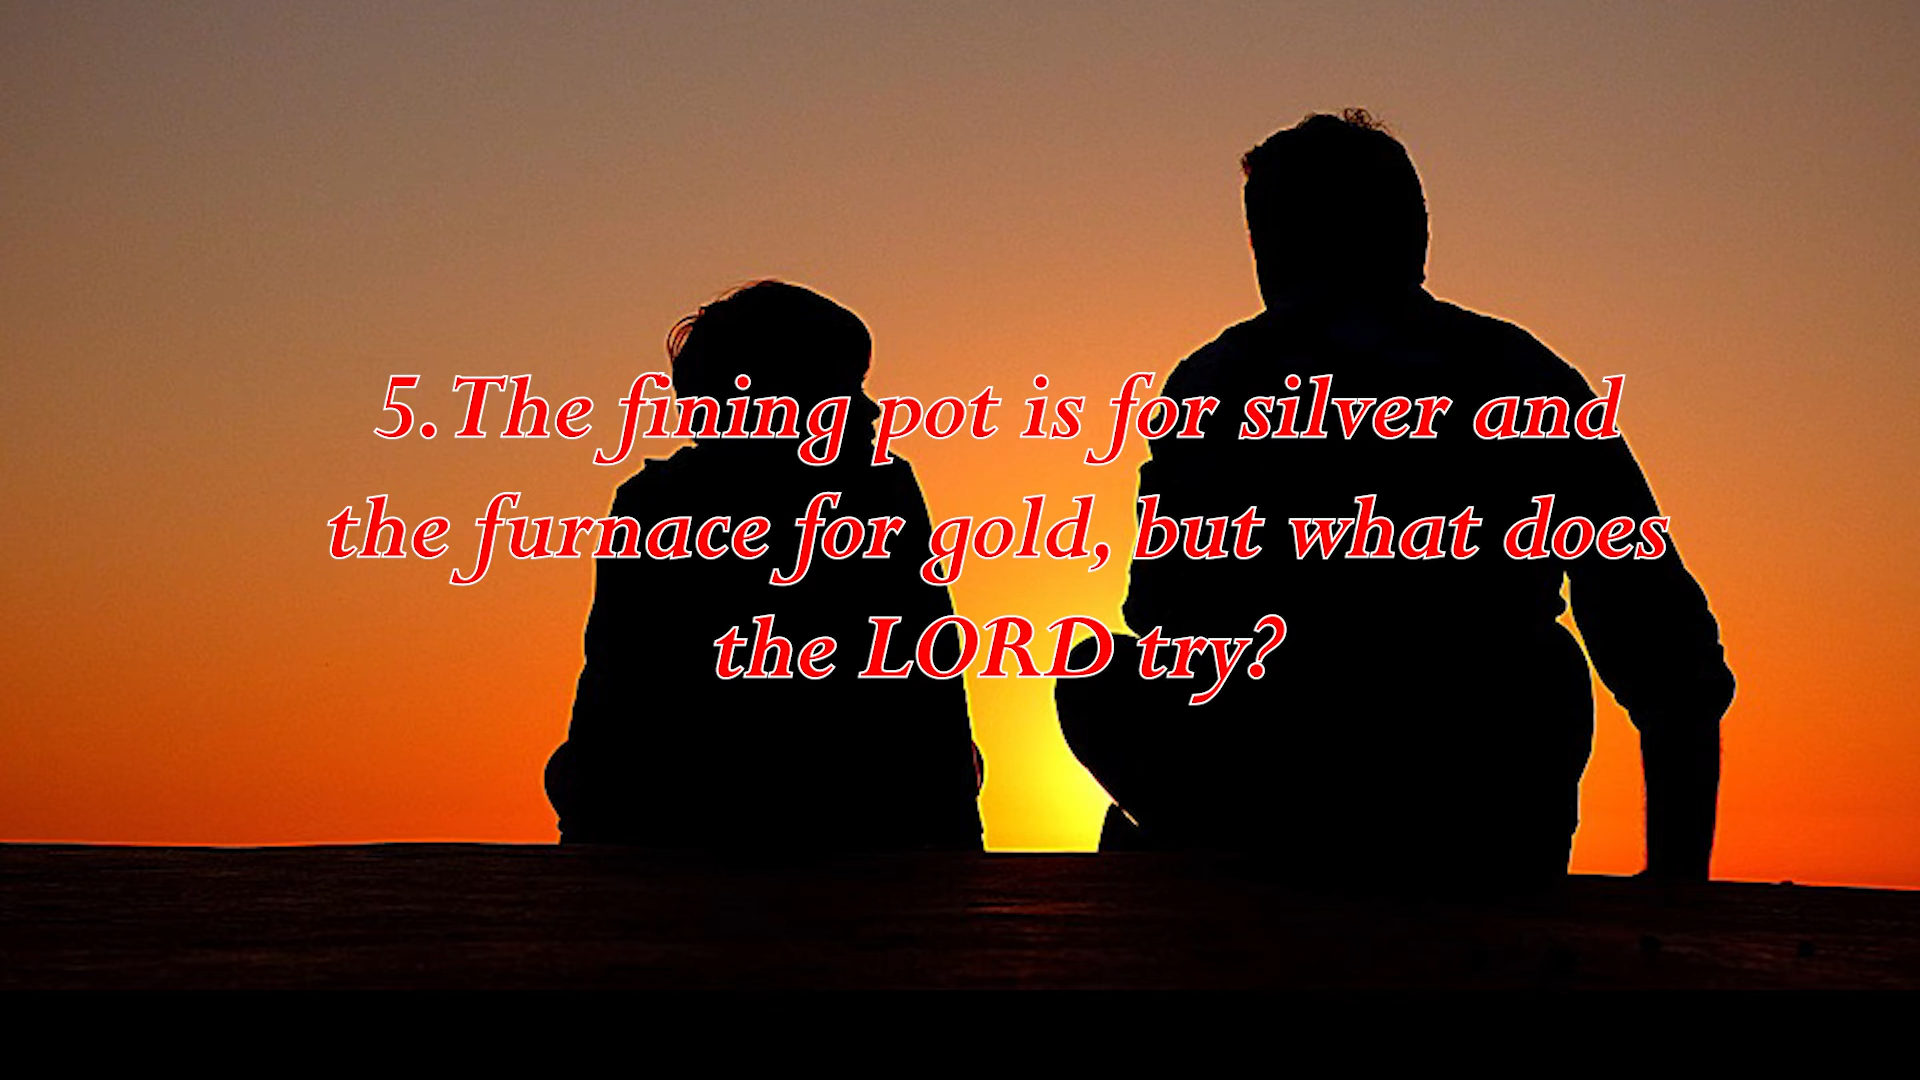 5.The fining pot is for silver and
the furnace for gold, but what does
the LORD try?